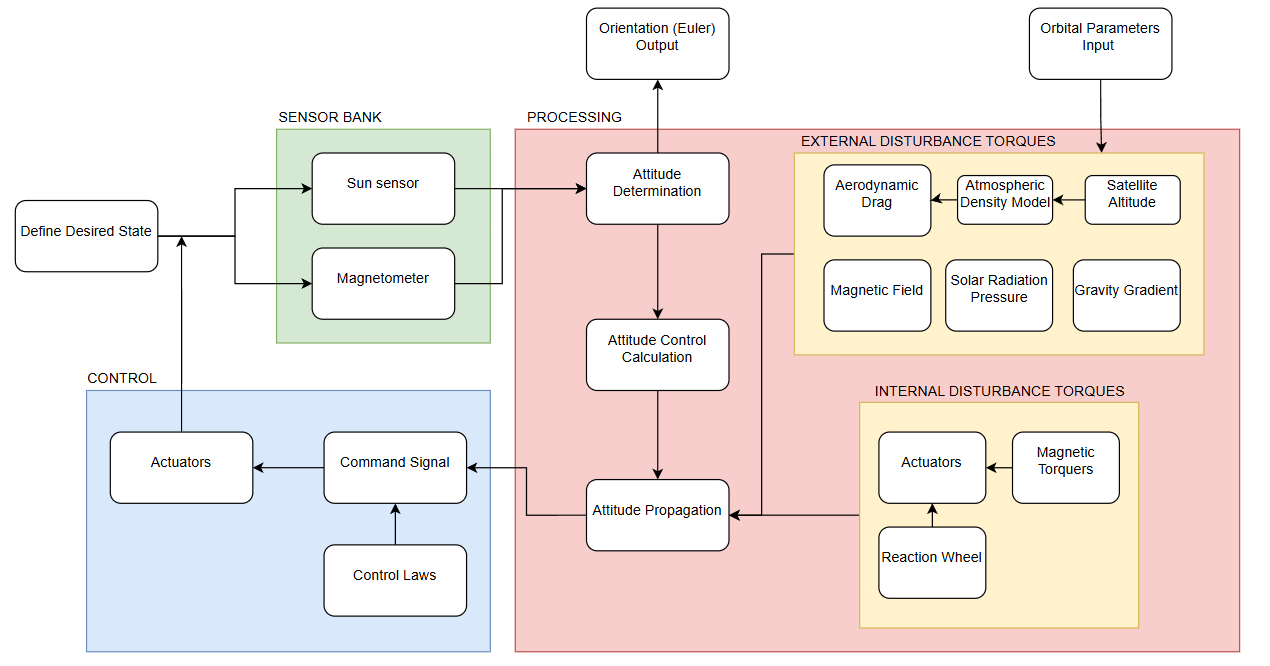 Orientation (Euler)
Output
Orbital Parameters
Input
SENSOR BANK
PROCESSING
EXTERNAL DISTURBANCE TORQUES
Define Desired State
Sun sensor
Magnetometer
Attitude
Determination
Aerodynamic
Drag
Atmospheric
Density Model
Satellite
Altitude
Magnetic Field
Solar Radiation
Pressure
Gravity Gradient
Attitude Control
Calculation
CONTROL
INTERNAL DISTURBANCE TORQUES
Actuators
Command Signal
Control Laws
Attitude Propagation
Actuators
Magnetic
Torquers
Reaction Wheel